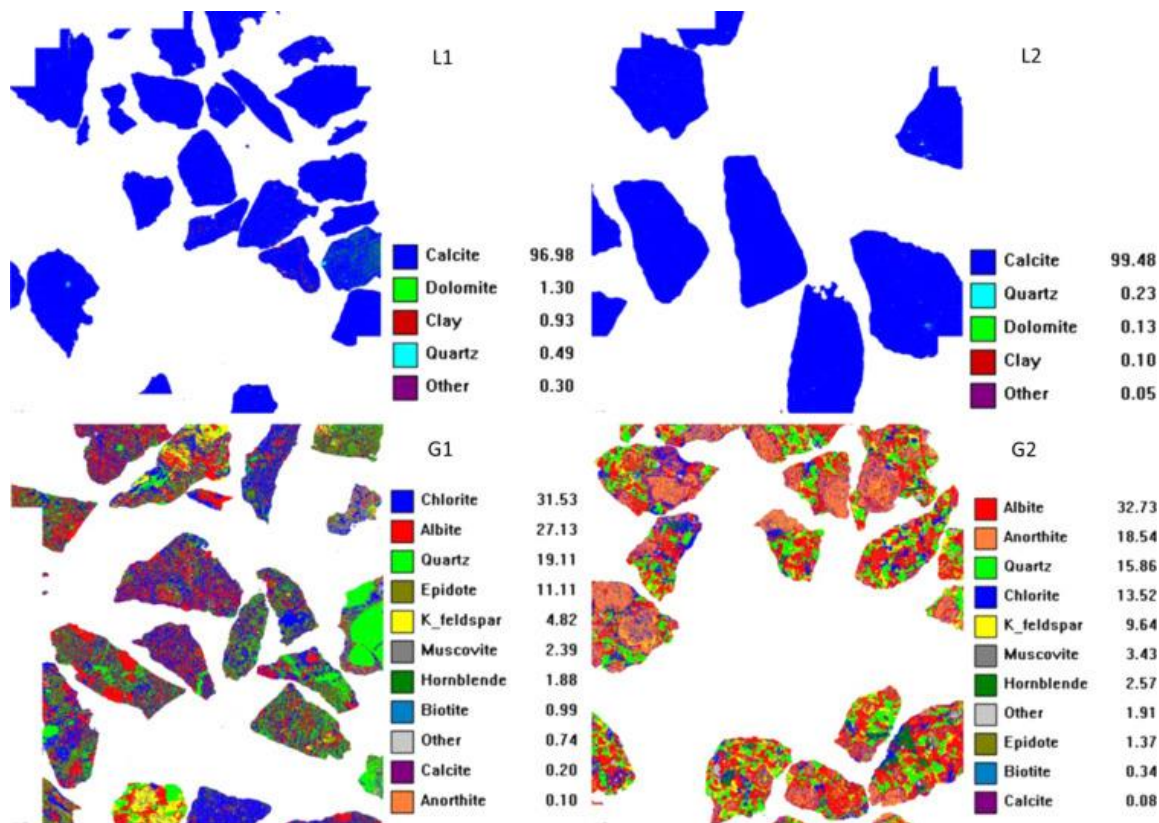 L1
Calcite 96.98
Dolomite 1.30
Clay 0.93
Quartz 0.49
Other 0.30
L2
Calcite 99.48
Quartz 0.23
Dolomite 0.13
Clay 0.10
Other 0.05
G1
Chlorite 31.53
Albite 27.13
Quartz 19.11
Epidote 11.11
K_feldspar 4.82
Muscovite 2.39
Hornblende 1.88
Biotite 0.99
Other 0.74
Calcite 0.20
Anorthite 0.10
G2
Albite 32.73
Anorthite 18.54
Quartz 15.86
Chlorite 13.52
K_feldspar 9.64
Muscovite 3.43
Hornblende 2.57
Other 1.91
Epidote 1.37
Biotite 0.34
Calcite 0.08